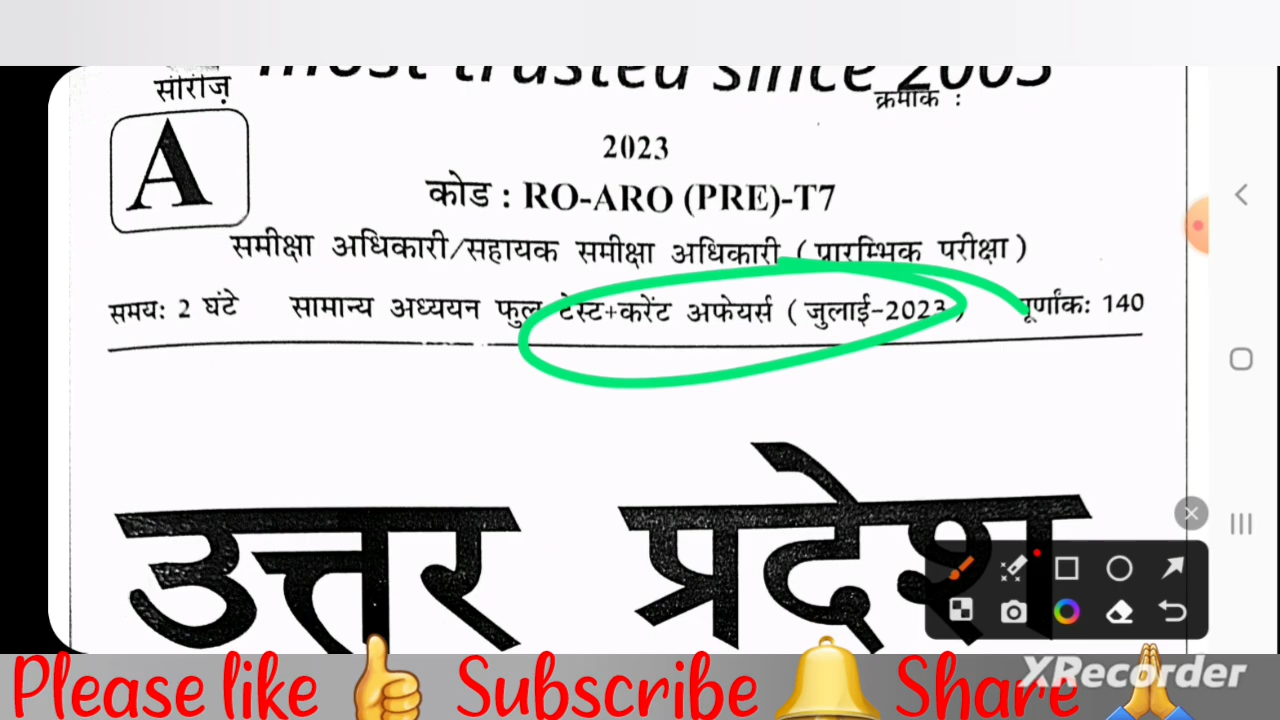 most trusted since 2005
सीरीज़
क्रमांक :
A
2023
कोड : RO-ARO (PRE)-T7
समीक्षा अधिकारी/सहायक समीक्षा अधिकारी (प्रारम्भिक परीक्षा)
समय: 2 घंटे सामान्य अध्ययन फुल टेस्ट+करेंट अफेयर्स (जुलाई-2023) पूर्णांक: 140
उत्तर प्रदेश
Please like Subscribe Share
XRecorder